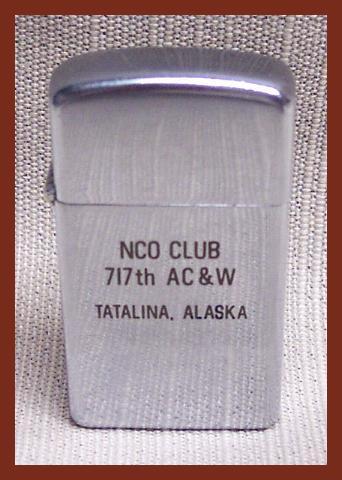 NCO CLUB
717th AC&W
TATALINA, ALASKA